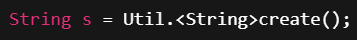 String s = Util.<String>create();